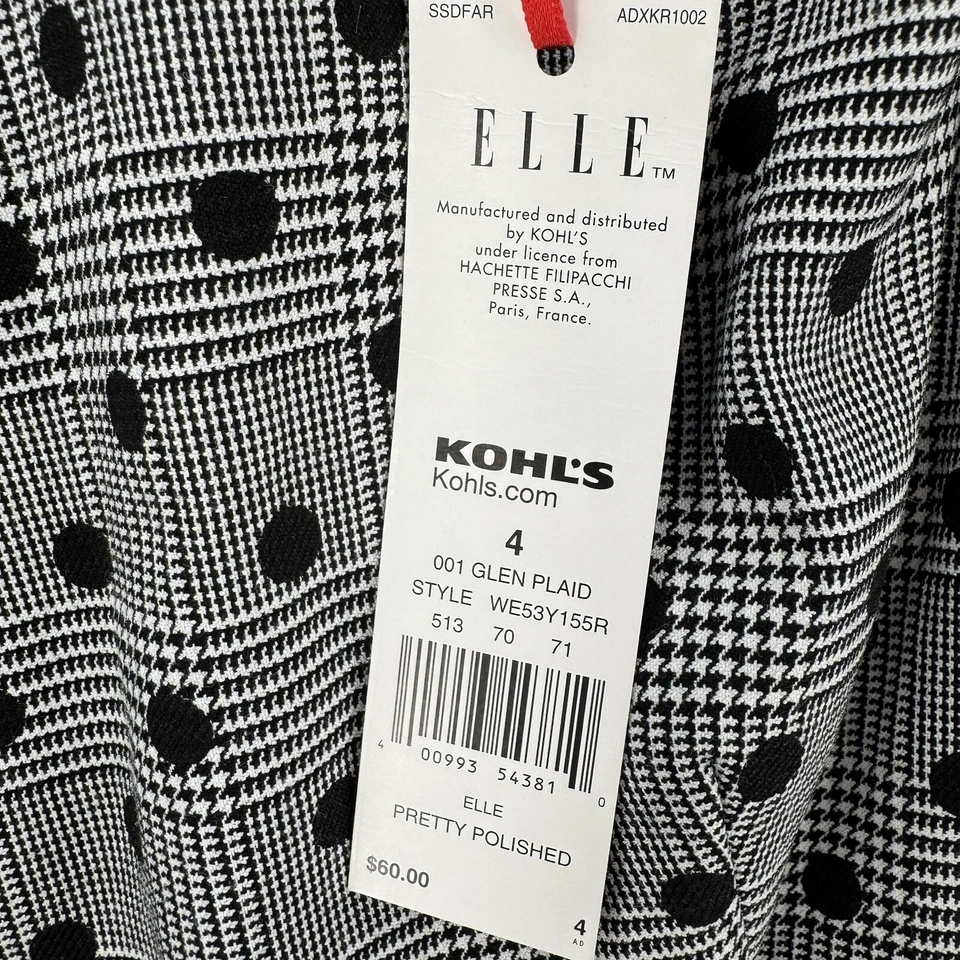 SSDFAR ADXKR1002
ELLE™
Manufactured and distributed
by KOHL'S
under licence from
HACHETTE FILIPACCHI
PRESSE S.A.,
Paris, France.
KOHL'S
Kohls.com
4
001 GLEN PLAID
STYLE WE53Y155R
513 70 71
4 00993 54381 0
ELLE
PRETTY POLISHED
$60.00
4
AD